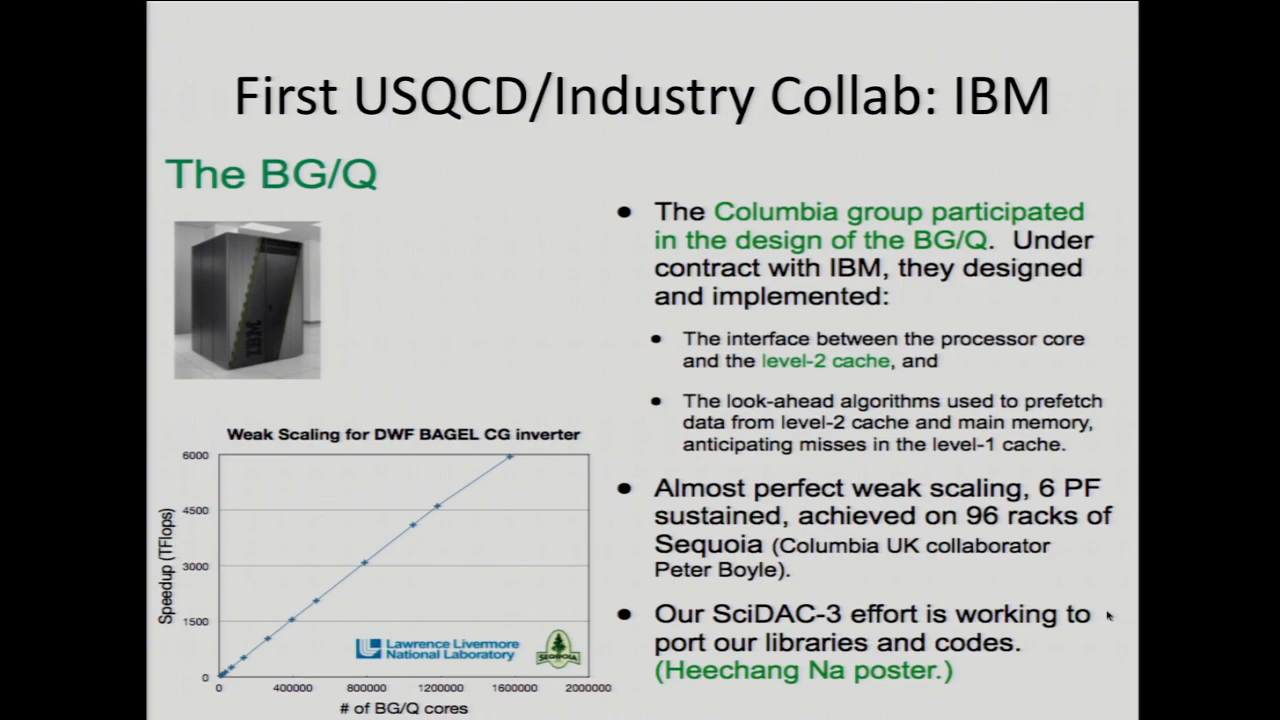 First USQCD/Industry Collab: IBM
The BG/Q
IBM
• The Columbia group participated
in the design of the BG/Q. Under
contract with IBM, they designed
and implemented:
• The interface between the processor core
and the level-2 cache, and
• The look-ahead algorithms used to prefetch
data from level-2 cache and main memory,
anticipating misses in the level-1 cache.
• Almost perfect weak scaling, 6 PF
sustained, achieved on 96 racks of
Sequoia (Columbia UK collaborator
Peter Boyle).
• Our SciDAC-3 effort is working to
port our libraries and codes.
(Heechang Na poster.)
Weak Scaling for DWF BAGEL CG inverter
Speedup (TFlops)
6000
4500
3000
1500
0
Lawrence Livermore
National Laboratory
SEQUOIA
0 400000 800000 1200000 1600000 2000000
# of BG/Q cores